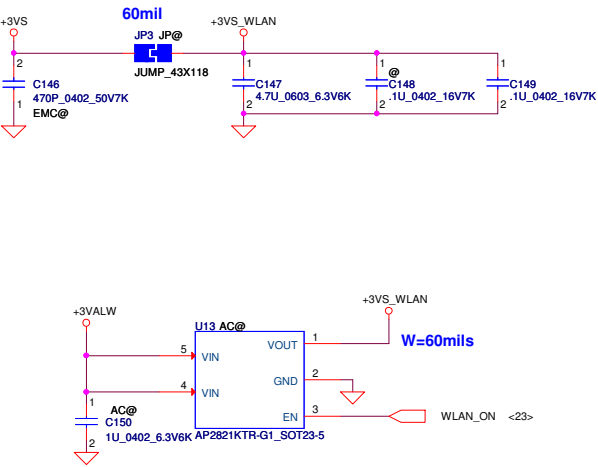 60mil
+3VS
+3VS_WLAN
JP3 JP@
JUMP_43X118
2
C146
470P_0402_50V7K
1
EMC@
1
C147
4.7U_0603_6.3V6K
2
1
@
C148
.1U_0402_16V7K
2
1
C149
.1U_0402_16V7K
2
+3VALW
+3VS_WLAN
U13 AC@
W=60mils
5
VIN
VOUT
1
4
VIN
GND
2
EN
3
WLAN_ON <23>
AP2821KTR-G1_SOT23-5
1
AC@
C150
1U_0402_6.3V6K
2